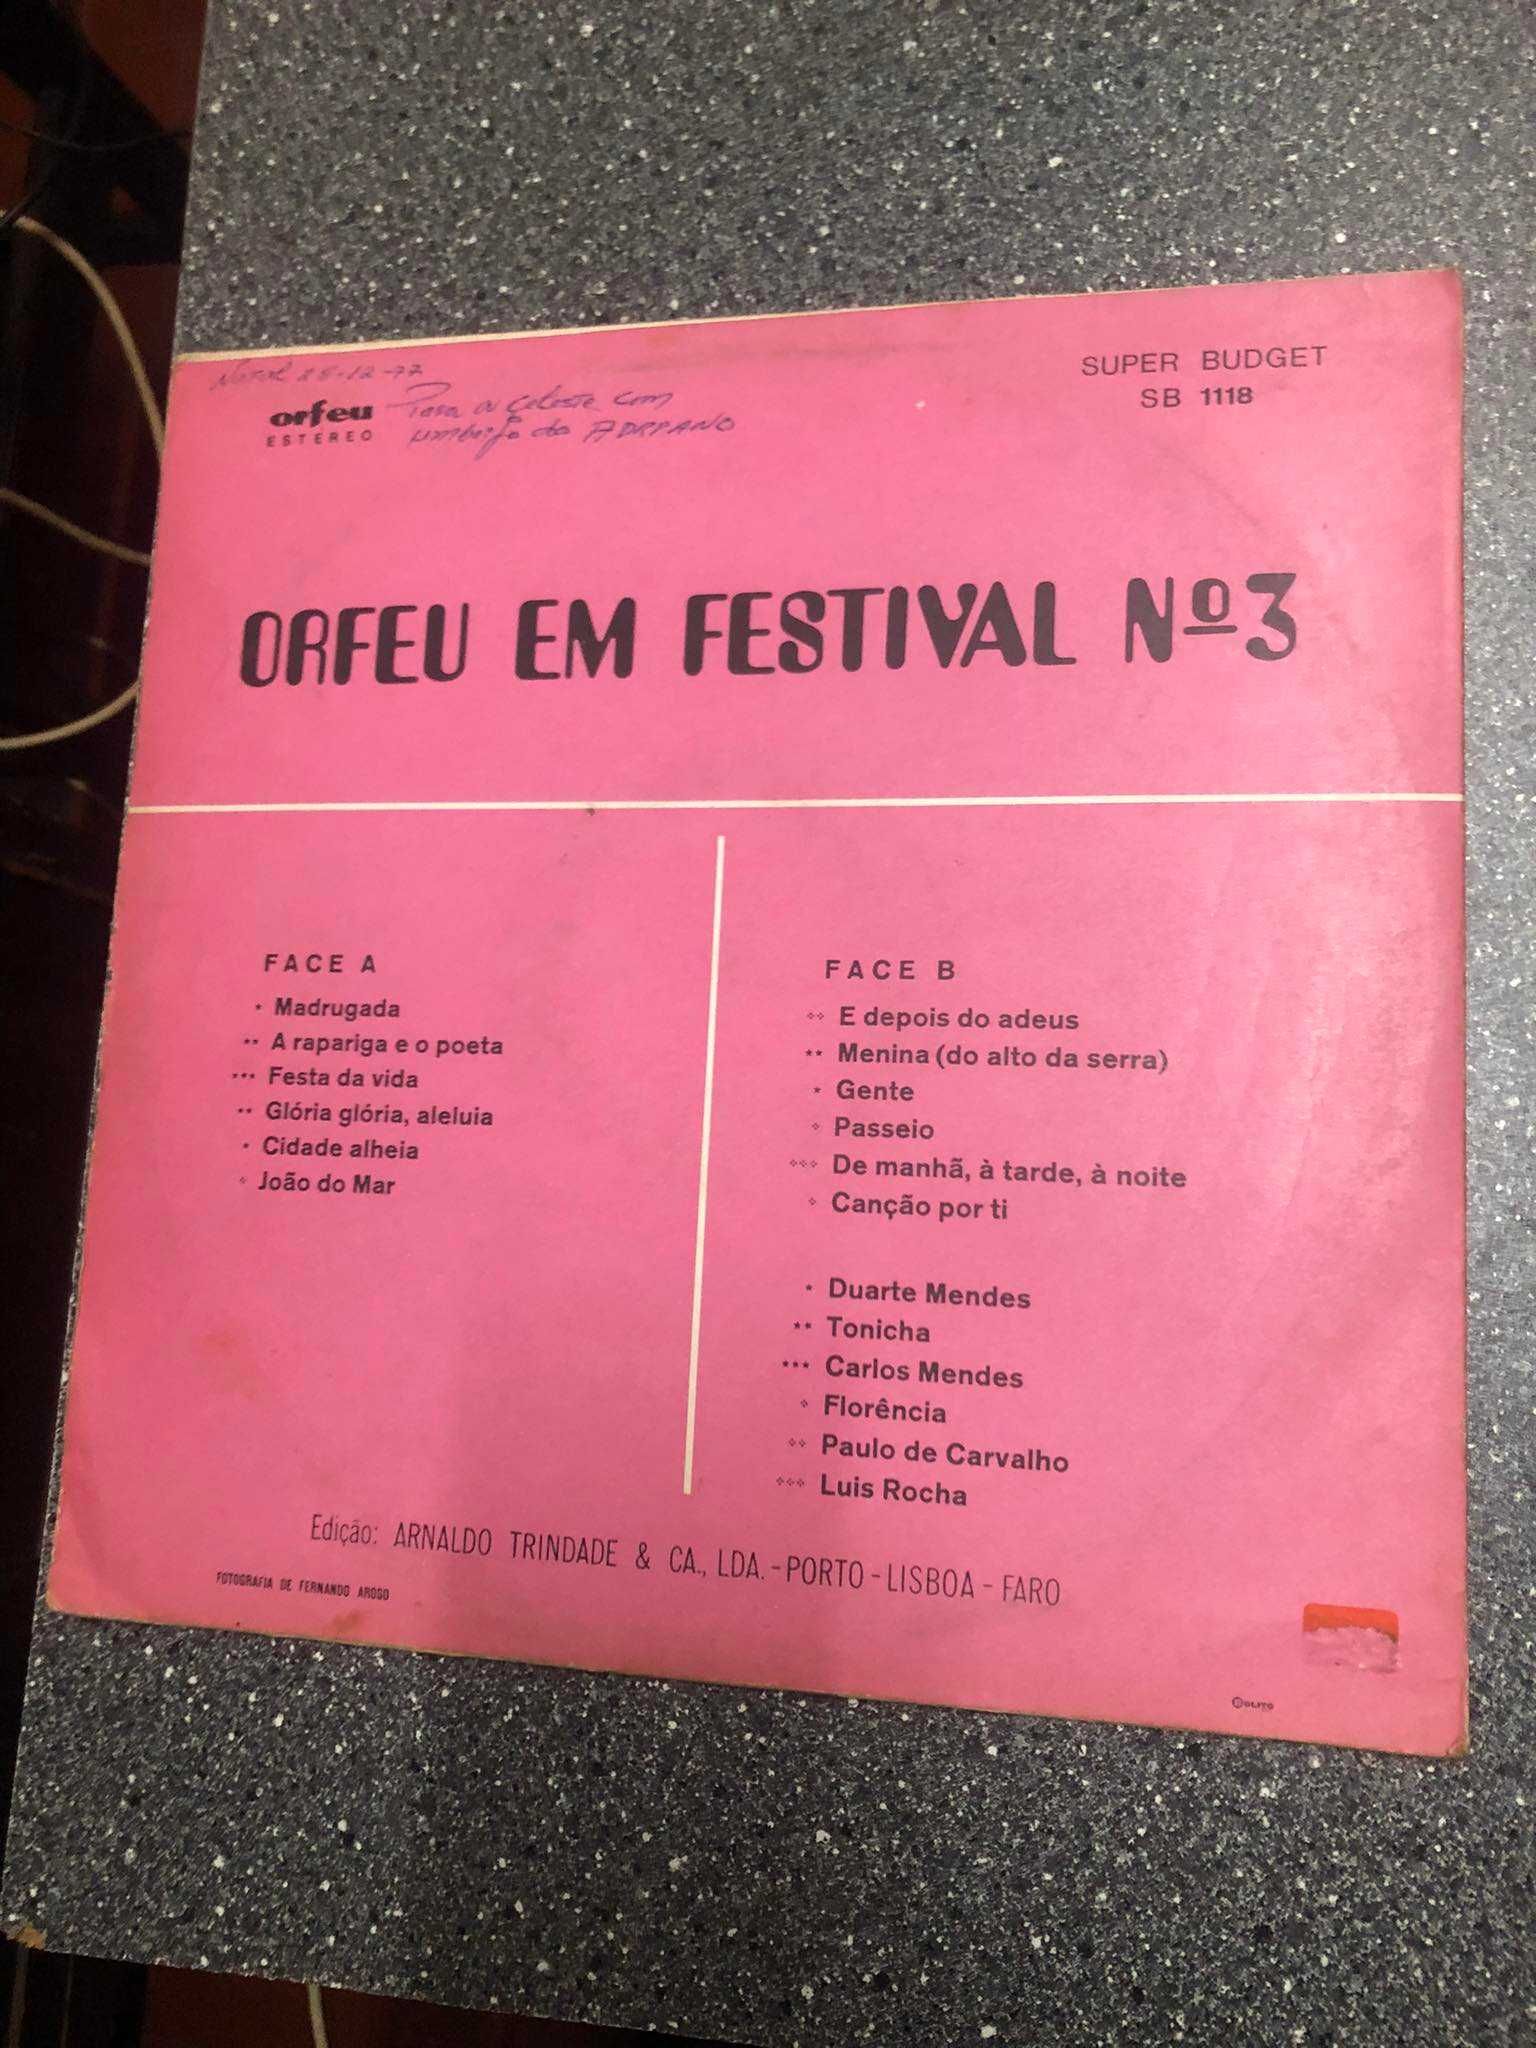 Natal 25-12-77
Para a Celeste com
um beijo do ADRIANO
orfeu
ESTEREO
SUPER BUDGET
SB 1118
ORFEU EM FESTIVAL Nº3
FACE A
* Madrugada
** A rapariga e o poeta
*** Festa da vida
** Glória glória, aleluia
* Cidade alheia
⁘ João do Mar
FACE B
⁘⁘ E depois do adeus
** Menina (do alto da serra)
* Gente
⁘ Passeio
⁘⁘⁘ De manhã, à tarde, à noite
⁘ Canção por ti
* Duarte Mendes
** Tonicha
*** Carlos Mendes
⁘ Florência
⁘⁘ Paulo de Carvalho
⁘⁘⁘ Luis Rocha
Edição: ARNALDO TRINDADE & CA., LDA. - PORTO - LISBOA - FARO
FOTOGRAFIA DE FERNANDO AROSO